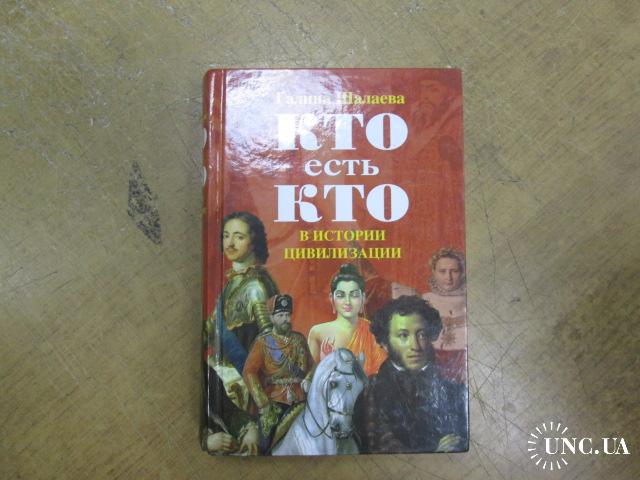 Галина Шалаева
КТО
есть
КТО
В ИСТОРИИ
ЦИВИЛИЗАЦИИ
UNC.UA